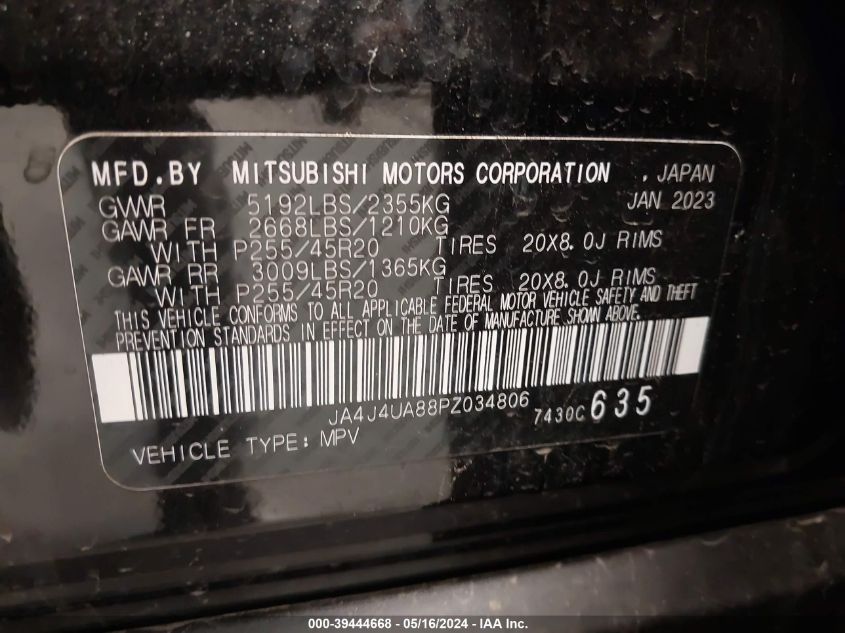 MFD.BY MITSUBISHI MOTORS CORPORATION , JAPAN
GVWR 5192LBS/2355KG JAN 2023
GAWR FR 2668LBS/1210KG
WITH P255/45R20 TIRES 20X8.0J RIMS
GAWR RR 3009LBS/1365KG
WITH P255/45R20 TIRES 20X8.0J RIMS
THIS VEHICLE CONFORMS TO ALL APPLICABLE FEDERAL MOTOR VEHICLE SAFETY AND THEFT
PREVENTION STANDARDS IN EFFECT ON THE DATE OF MANUFACTURE SHOWN ABOVE.
JA4J4UA88PZ034806 7430C 635
VEHICLE TYPE: MPV
000-39444668 - 05/16/2024 - IAA Inc.